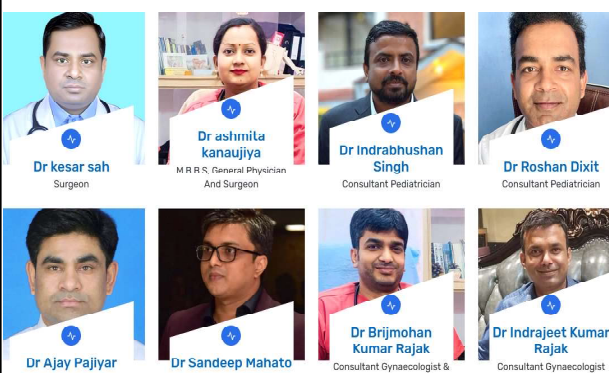 Dr kesar sah
Surgeon
Dr ashmita
kanaujiya
M.B.B.S, General Physician
And Surgeon
Dr Indrabhushan
Singh
Consultant Pediatrician
Dr Roshan Dixit
Consultant Pediatrician
Dr Ajay Pajiyar
Dr Sandeep Mahato
Dr Brijmohan
Kumar Rajak
Consultant Gynaecologist &
Dr Indrajeet Kumar
Rajak
Consultant Gynaecologist